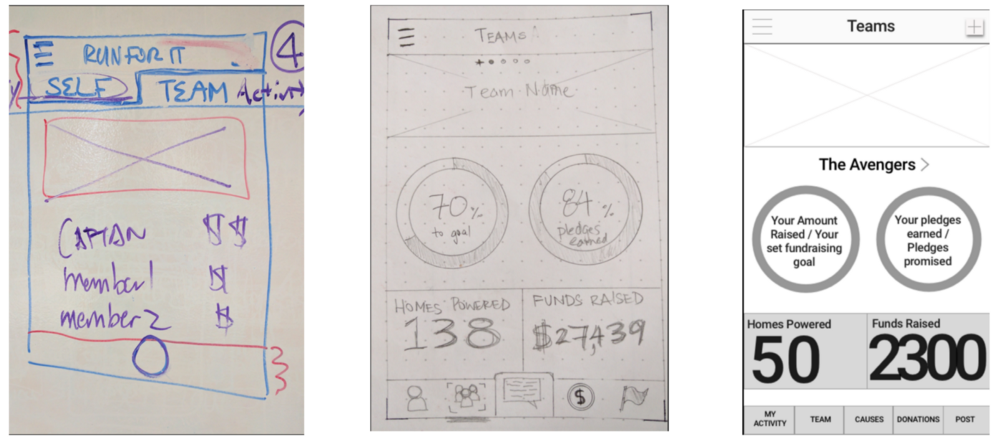 RUN FOR IT
4
SELF TEAM Activit
CAPTAN $$
member1 $
member2 $
3
TEAMS
Team Name
70%
to goal
84%
pledges
earned
HOMES POWERED
138
FUNDS RAISED
$27,439
$
Teams
+
The Avengers >
Your Amount
Raised / Your
set fundraising
goal
Your pledges
earned /
Pledges
promised
Homes Powered
50
Funds Raised
2300
MY
ACTIVITY
TEAM
CAUSES
DONATIONS
POST